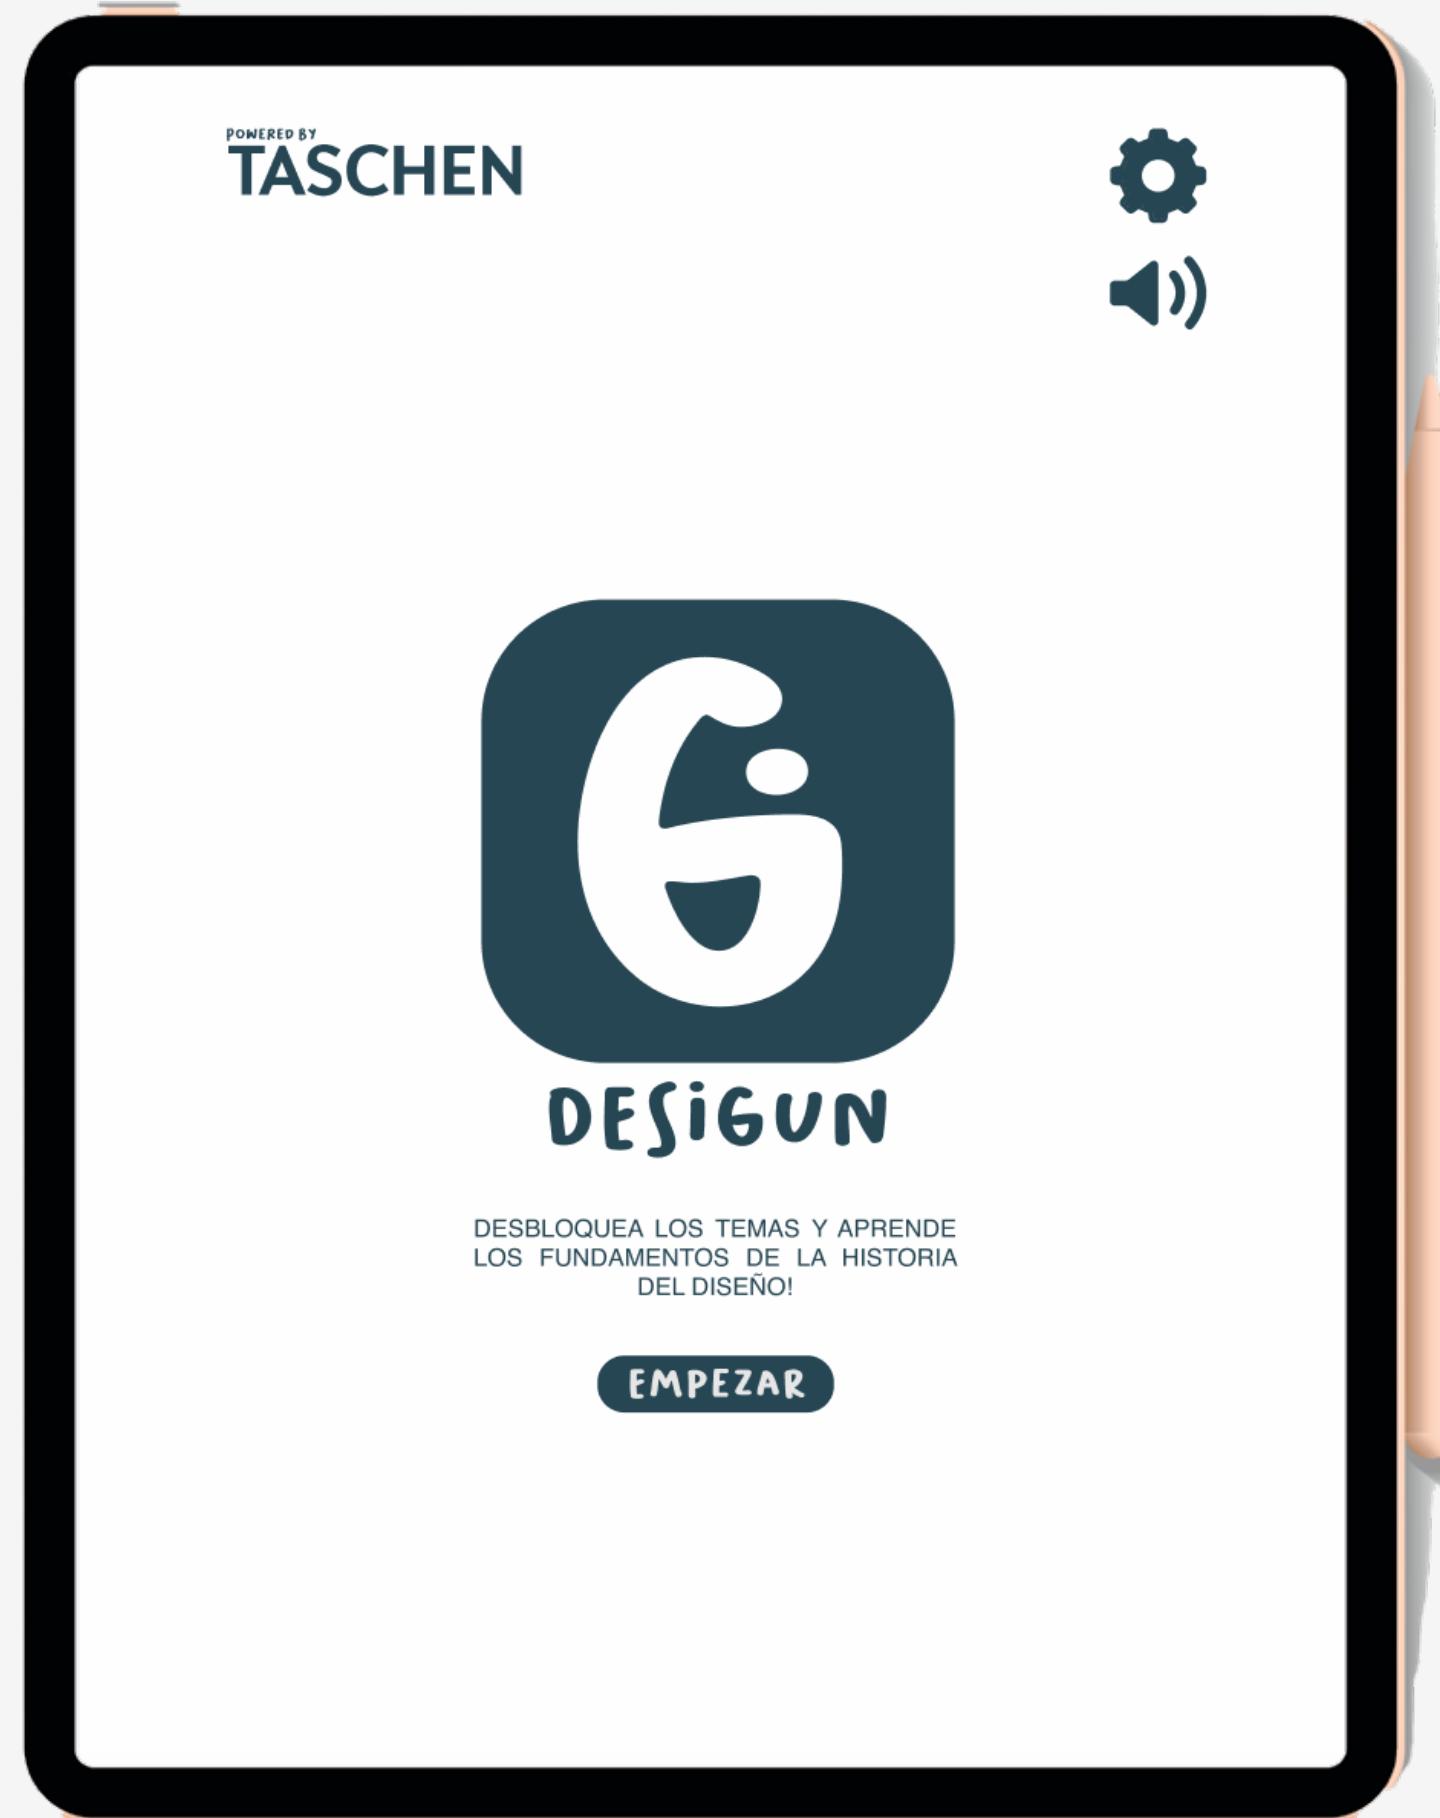 POWERED BY
TASCHEN
DESiGUN
DESBLOQUEA LOS TEMAS Y APRENDE
LOS FUNDAMENTOS DE LA HISTORIA
DEL DISEÑO!
EMPEZAR